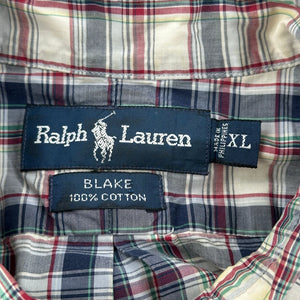 Ralph Lauren
MADE IN
PHILIPPINES
XL
BLAKE
100% COTTON